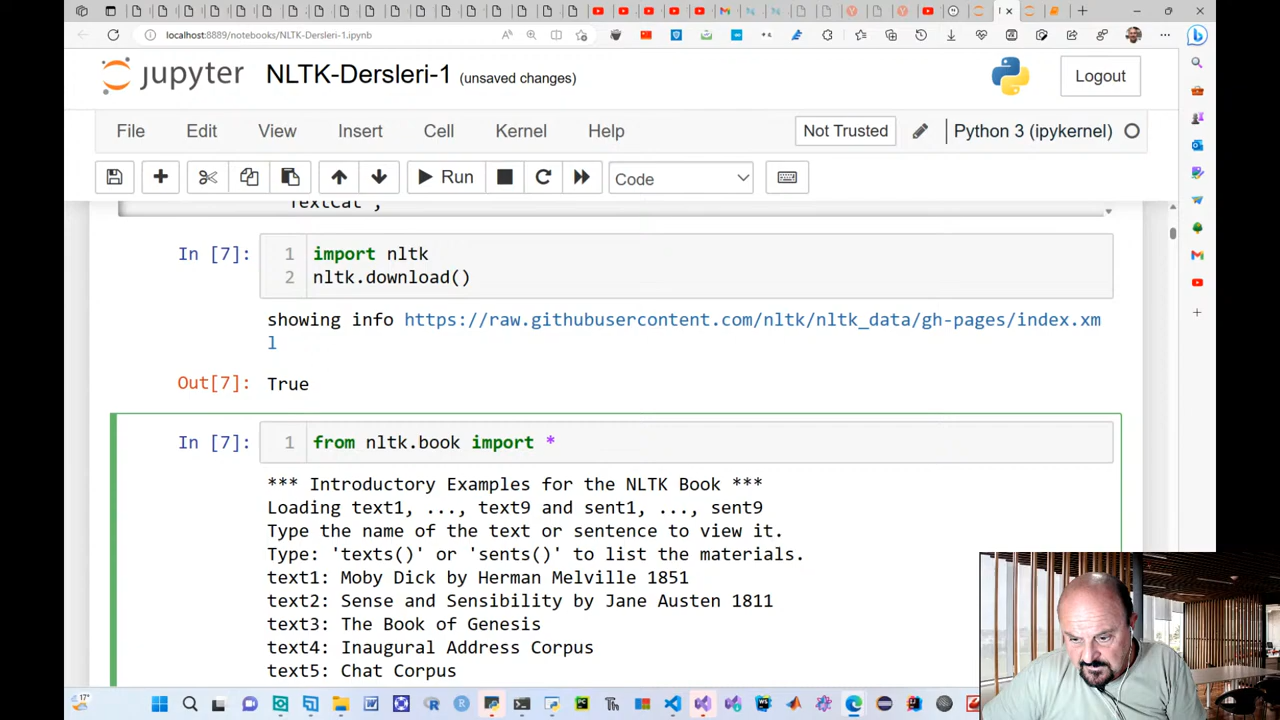 localhost:8889/notebooks/NLTK-Dersleri-1.ipynb
jupyter NLTK-Dersleri-1 (unsaved changes)
Logout
File Edit View Insert Cell Kernel Help
Not Trusted
Python 3 (ipykernel)
Run
Code
'TextCat',
In [7]:
1 import nltk
2 nltk.download()
showing info https://raw.githubusercontent.com/nltk/nltk_data/gh-pages/index.xm
l
Out[7]: True
In [7]:
1 from nltk.book import *
*** Introductory Examples for the NLTK Book ***
Loading text1, ..., text9 and sent1, ..., sent9
Type the name of the text or sentence to view it.
Type: 'texts()' or 'sents()' to list the materials.
text1: Moby Dick by Herman Melville 1851
text2: Sense and Sensibility by Jane Austen 1811
text3: The Book of Genesis
text4: Inaugural Address Corpus
text5: Chat Corpus
17°